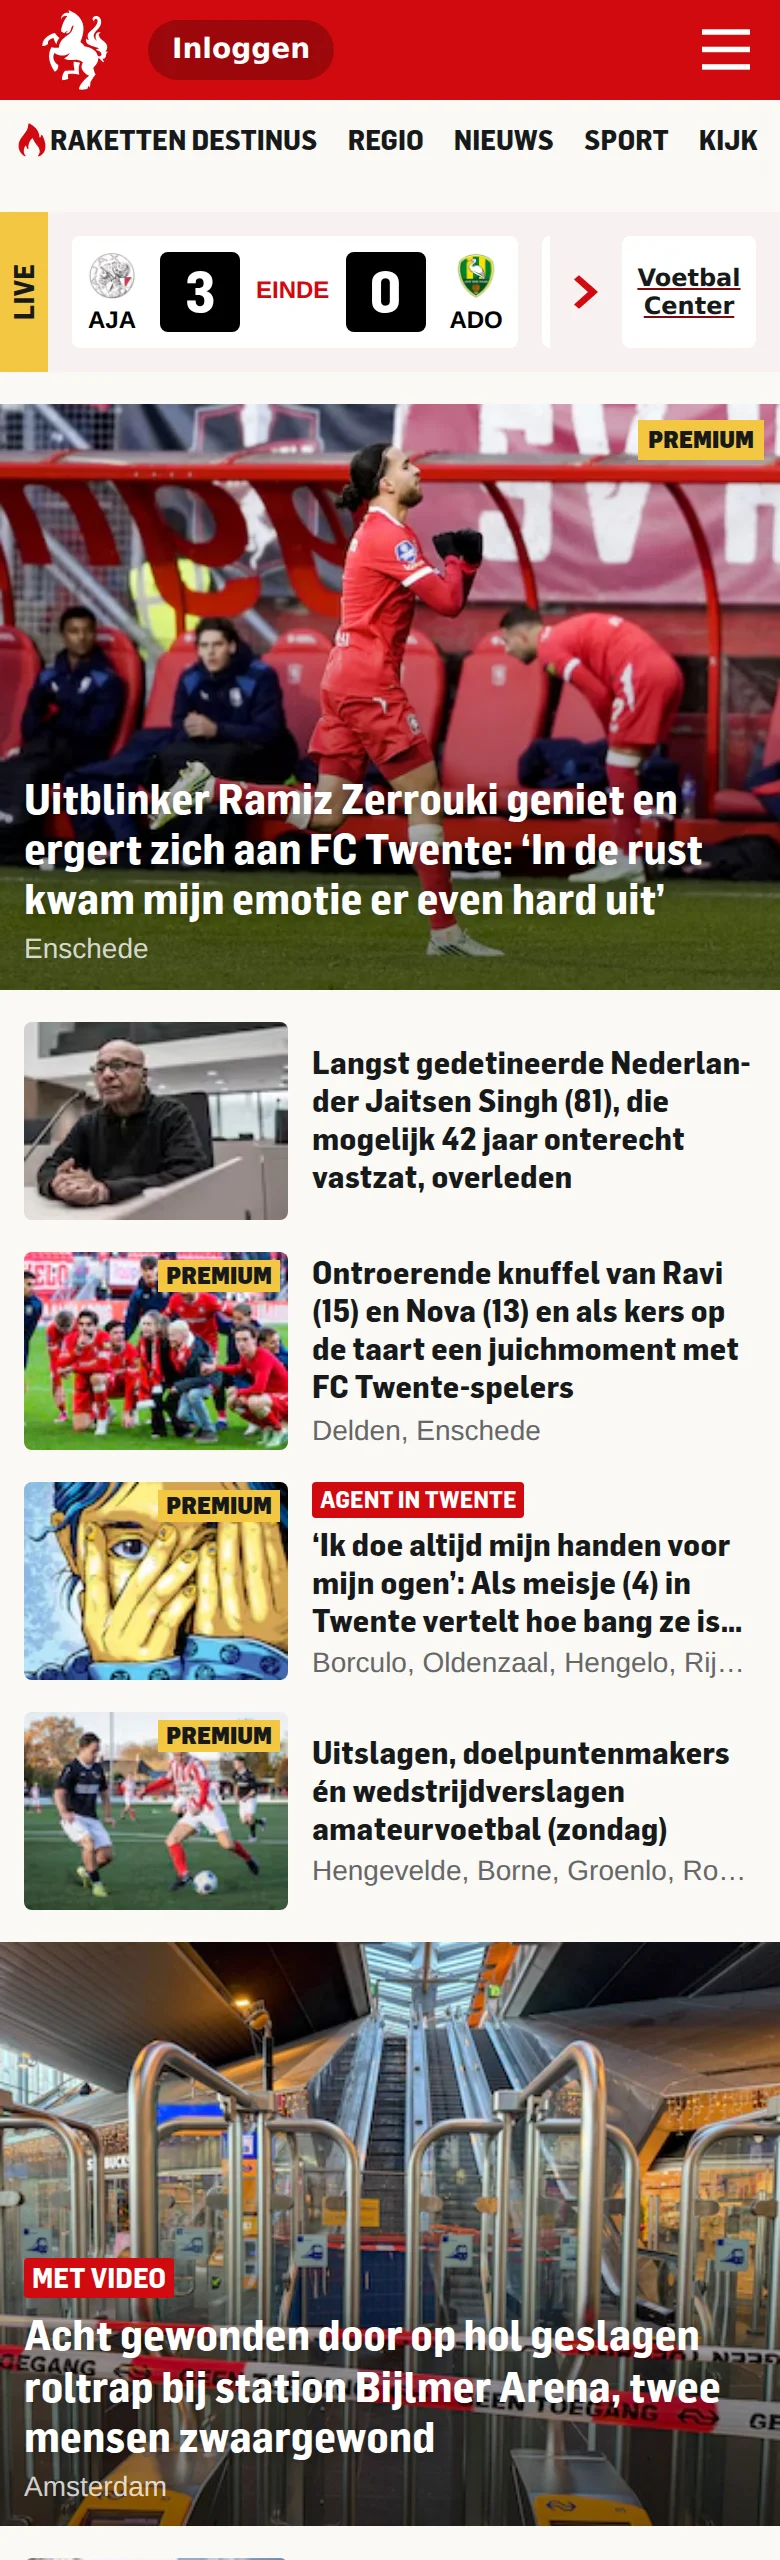 Inloggen
RAKETTEN DESTINUS REGIO NIEUWS SPORT KIJK
LIVE
AJA 3 EINDE 0 ADO
Voetbal
Center
PREMIUM
Uitblinker Ramiz Zerrouki geniet en
ergert zich aan FC Twente: ‘In de rust
kwam mijn emotie er even hard uit’
Enschede
Langst gedetineerde Nederlan-
der Jaitsen Singh (81), die
mogelijk 42 jaar onterecht
vastzat, overleden
PREMIUM
Ontroerende knuffel van Ravi
(15) en Nova (13) en als kers op
de taart een juichmoment met
FC Twente-spelers
Delden, Enschede
PREMIUM
AGENT IN TWENTE
‘Ik doe altijd mijn handen voor
mijn ogen’: Als meisje (4) in
Twente vertelt hoe bang ze is...
Borculo, Oldenzaal, Hengelo, Rij...
PREMIUM
Uitslagen, doelpuntenmakers
én wedstrijdverslagen
amateurvoetbal (zondag)
Hengevelde, Borne, Groenlo, Ro...
MET VIDEO
Acht gewonden door op hol geslagen
roltrap bij station Bijlmer Arena, twee
mensen zwaargewond
Amsterdam